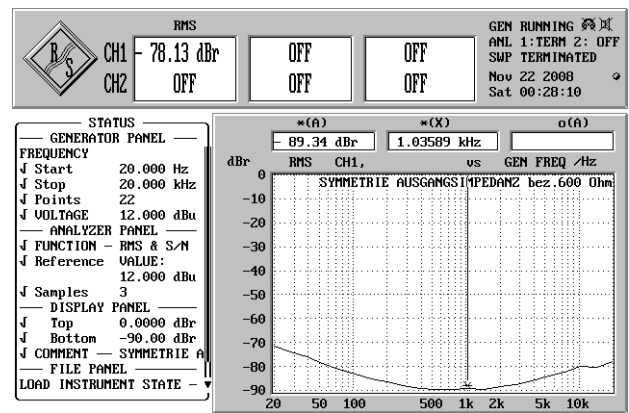 RMS
R
S
CH1 - 78.13 dBr OFF OFF
CH2 OFF OFF OFF
GEN RUNNING
ANL 1:TERM 2: OFF
SWP TERMINATED
Nov 22 2008
Sat 00:28:10
STATUS
GENERATOR PANEL
FREQUENCY
Start 20.000 Hz
Stop 20.000 kHz
Points 22
VOLTAGE 12.000 dBu
ANALYZER PANEL
FUNCTION - RMS & S/N
Reference VALUE:
12.000 dBu
Samples 3
DISPLAY PANEL
Top 0.0000 dBr
Bottom -90.00 dBr
COMMENT — SYMMETRIE A
FILE PANEL
LOAD INSTRUMENT STATE -
*(A) *(X) o(A)
- 89.34 dBr 1.03589 kHz
dBr RMS CH1, vs GEN FREQ /Hz
SYMMETRIE AUSGANGSIMPEDANZ bez.600 Ohm
0
-10
-20
-30
-40
-50
-60
-70
-80
-90
20 50 100 500 1k 2k 5k 10k